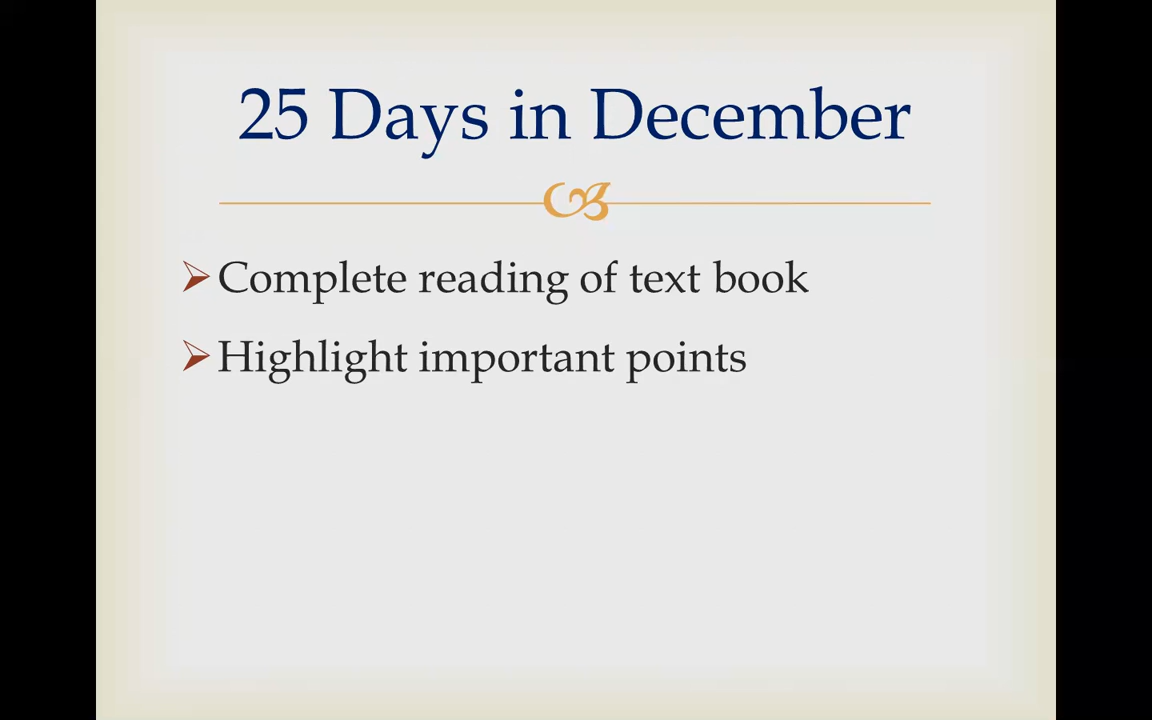 25 Days in December
Complete reading of text book
Highlight important points